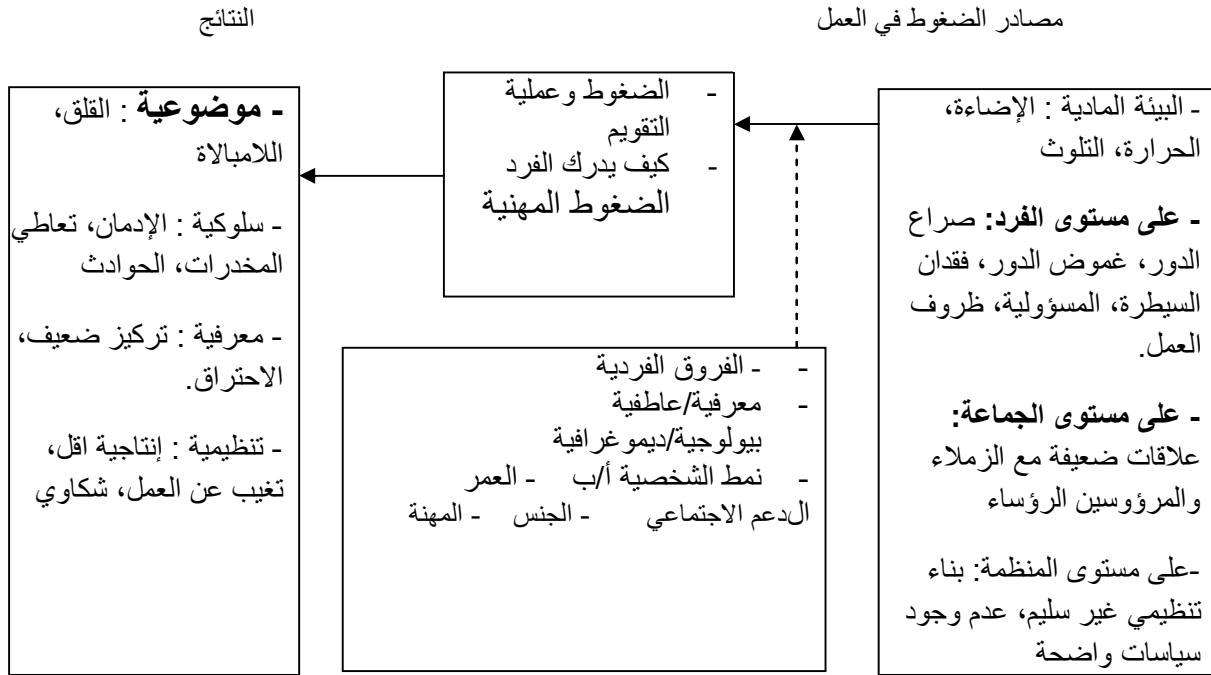 مصادر الضغوط في العمل
النتائج
- البيئة المادية : الإضاءة،
الحرارة، التلوث
- على مستوى الفرد: صراع
الدور، غموض الدور، فقدان
السيطرة، المسؤولية، ظروف
العمل.
- على مستوى الجماعة:
علاقات ضعيفة مع الزملاء
والمرؤوسين الرؤساء
-على مستوى المنظمة: بناء
تنظيمي غير سليم، عدم وجود
سياسات واضحة
- الضغوط وعملية
التقويم
- كيف يدرك الفرد
الضغوط المهنية
- - الفروق الفردية
- معرفية/عاطفية
بيولوجية/ديموغرافية
- نمط الشخصية أ/ب - العمر
الدعم الاجتماعي - الجنس - المهنة
- موضوعية : القلق،
اللامبالاة
- سلوكية : الإدمان، تعاطي
المخدرات، الحوادث
- معرفية : تركيز ضعيف،
الاحتراق.
- تنظيمية : إنتاجية اقل،
تغيب عن العمل، شكاوي